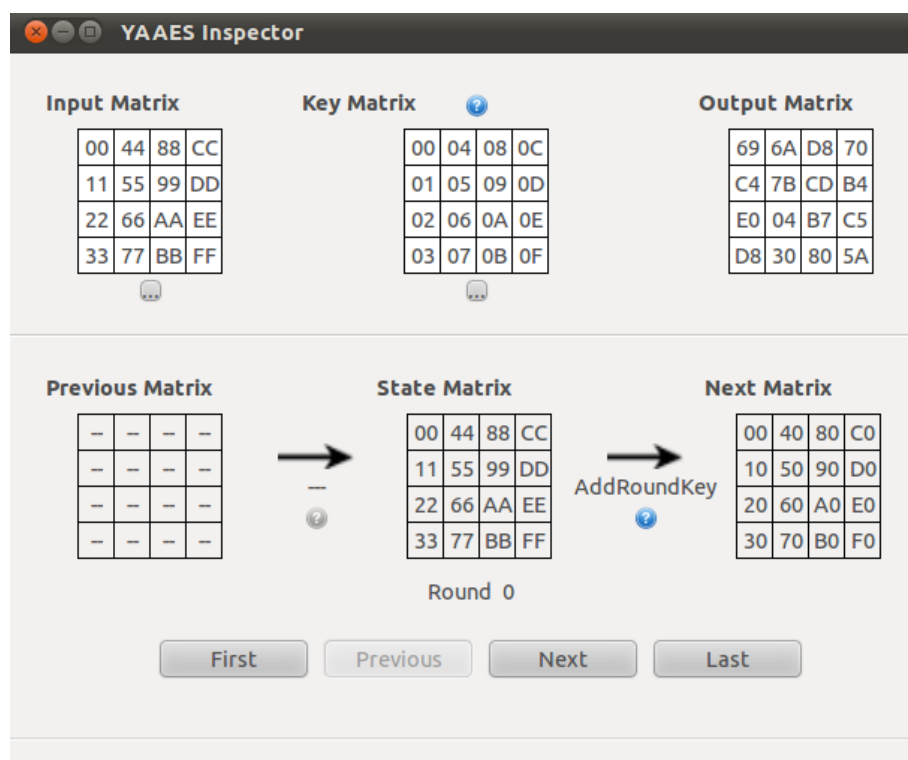 YAAES Inspector
Input Matrix Key Matrix ? Output Matrix
00 44 88 CC 00 04 08 0C 69 6A D8 70
11 55 99 DD 01 05 09 0D C4 7B CD B4
22 66 AA EE 02 06 0A 0E E0 04 B7 C5
33 77 BB FF 03 07 0B 0F D8 30 80 5A
... ...
Previous Matrix State Matrix Next Matrix
-- -- -- -- 00 44 88 CC 00 40 80 C0
-- -- -- -- 11 55 99 DD 10 50 90 D0
--- AddRoundKey
-- -- -- -- 22 66 AA EE 20 60 A0 E0
? ?
-- -- -- -- 33 77 BB FF 30 70 B0 F0
Round 0
First Previous Next Last